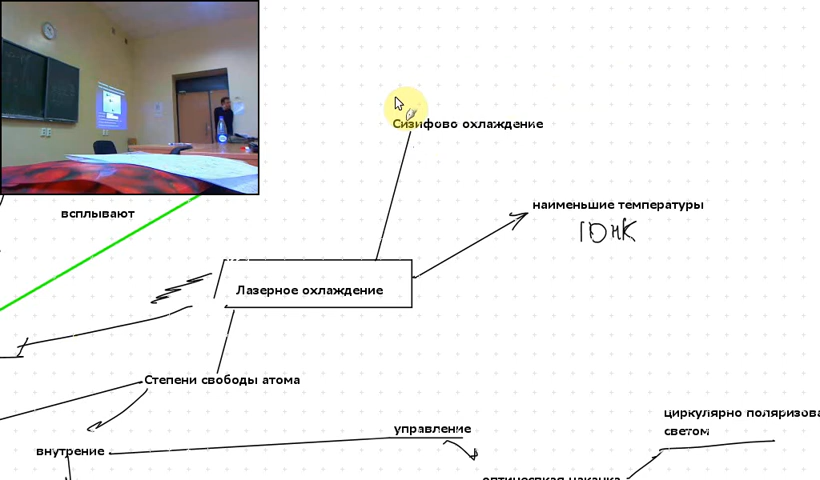 Сизифово охлаждение
наименьшие температуры
10нК
всплывают
Лазерное охлаждение
Степени свободы атома
циркулярно поляризова
светом
управление
внутрение
оптическая накачка